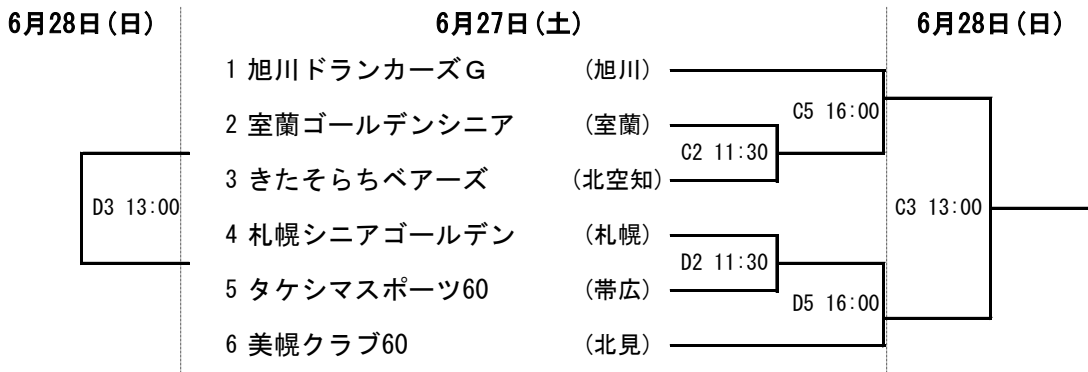 6月28日(日) 6月27日(土) 6月28日(日)
1 旭川ドランカーズG (旭川)
C5 16:00
2 室蘭ゴールデンシニア (室蘭)
C2 11:30
3 きたそらちベアーズ (北空知)
D3 13:00 C3 13:00
4 札幌シニアゴールデン (札幌)
D2 11:30
5 タケシマスポーツ60 (帯広)
D5 16:00
6 美幌クラブ60 (北見)